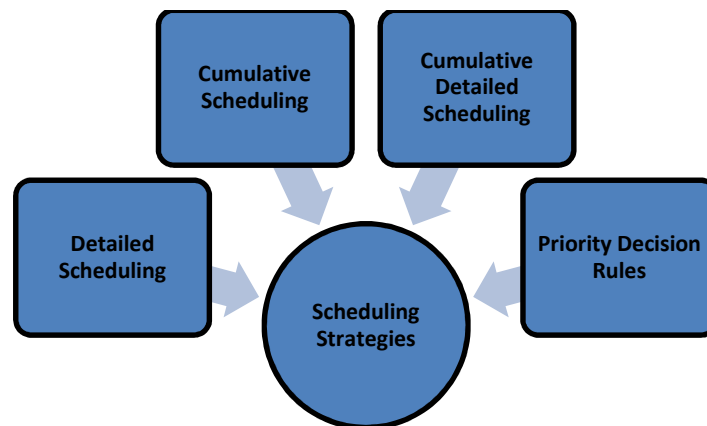 Cumulative
Scheduling
Cumulative
Detailed
Scheduling
Detailed
Scheduling
Priority Decision
Rules
Scheduling
Strategies